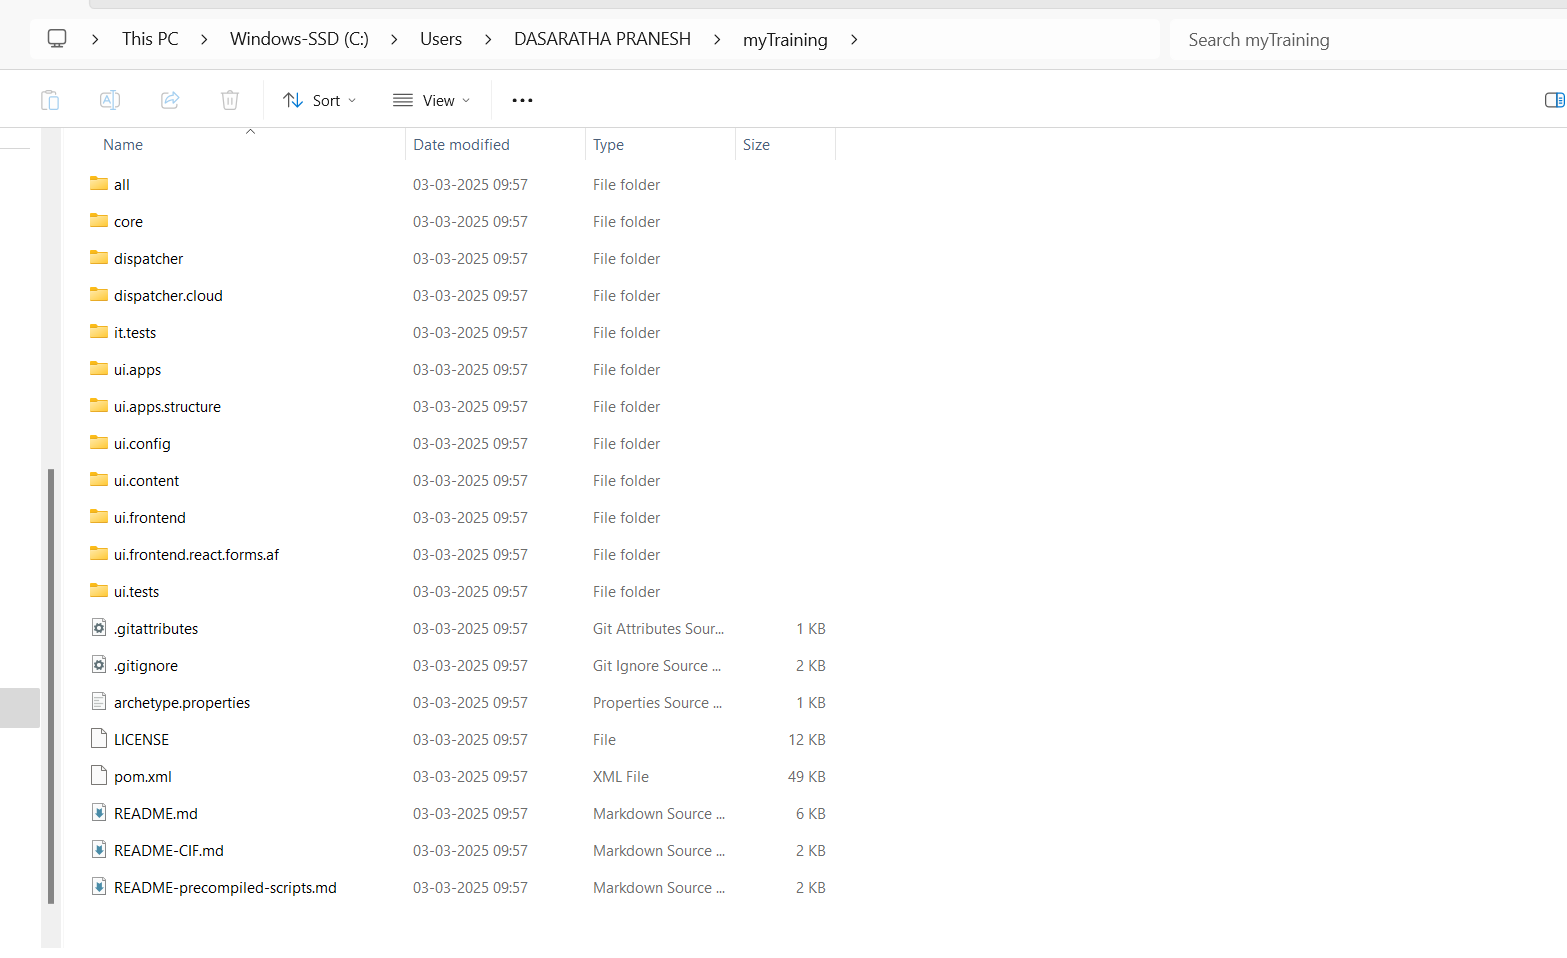 This PC > Windows-SSD (C:) > Users > DASARATHA PRANESH > myTraining >
Search myTraining
Sort View
Name Date modified Type Size
all 03-03-2025 09:57 File folder
core 03-03-2025 09:57 File folder
dispatcher 03-03-2025 09:57 File folder
dispatcher.cloud 03-03-2025 09:57 File folder
it.tests 03-03-2025 09:57 File folder
ui.apps 03-03-2025 09:57 File folder
ui.apps.structure 03-03-2025 09:57 File folder
ui.config 03-03-2025 09:57 File folder
ui.content 03-03-2025 09:57 File folder
ui.frontend 03-03-2025 09:57 File folder
ui.frontend.react.forms.af 03-03-2025 09:57 File folder
ui.tests 03-03-2025 09:57 File folder
.gitattributes 03-03-2025 09:57 Git Attributes Sour... 1 KB
.gitignore 03-03-2025 09:57 Git Ignore Source ... 2 KB
archetype.properties 03-03-2025 09:57 Properties Source ... 1 KB
LICENSE 03-03-2025 09:57 File 12 KB
pom.xml 03-03-2025 09:57 XML File 49 KB
README.md 03-03-2025 09:57 Markdown Source ... 6 KB
README-CIF.md 03-03-2025 09:57 Markdown Source ... 2 KB
README-precompiled-scripts.md 03-03-2025 09:57 Markdown Source ... 2 KB